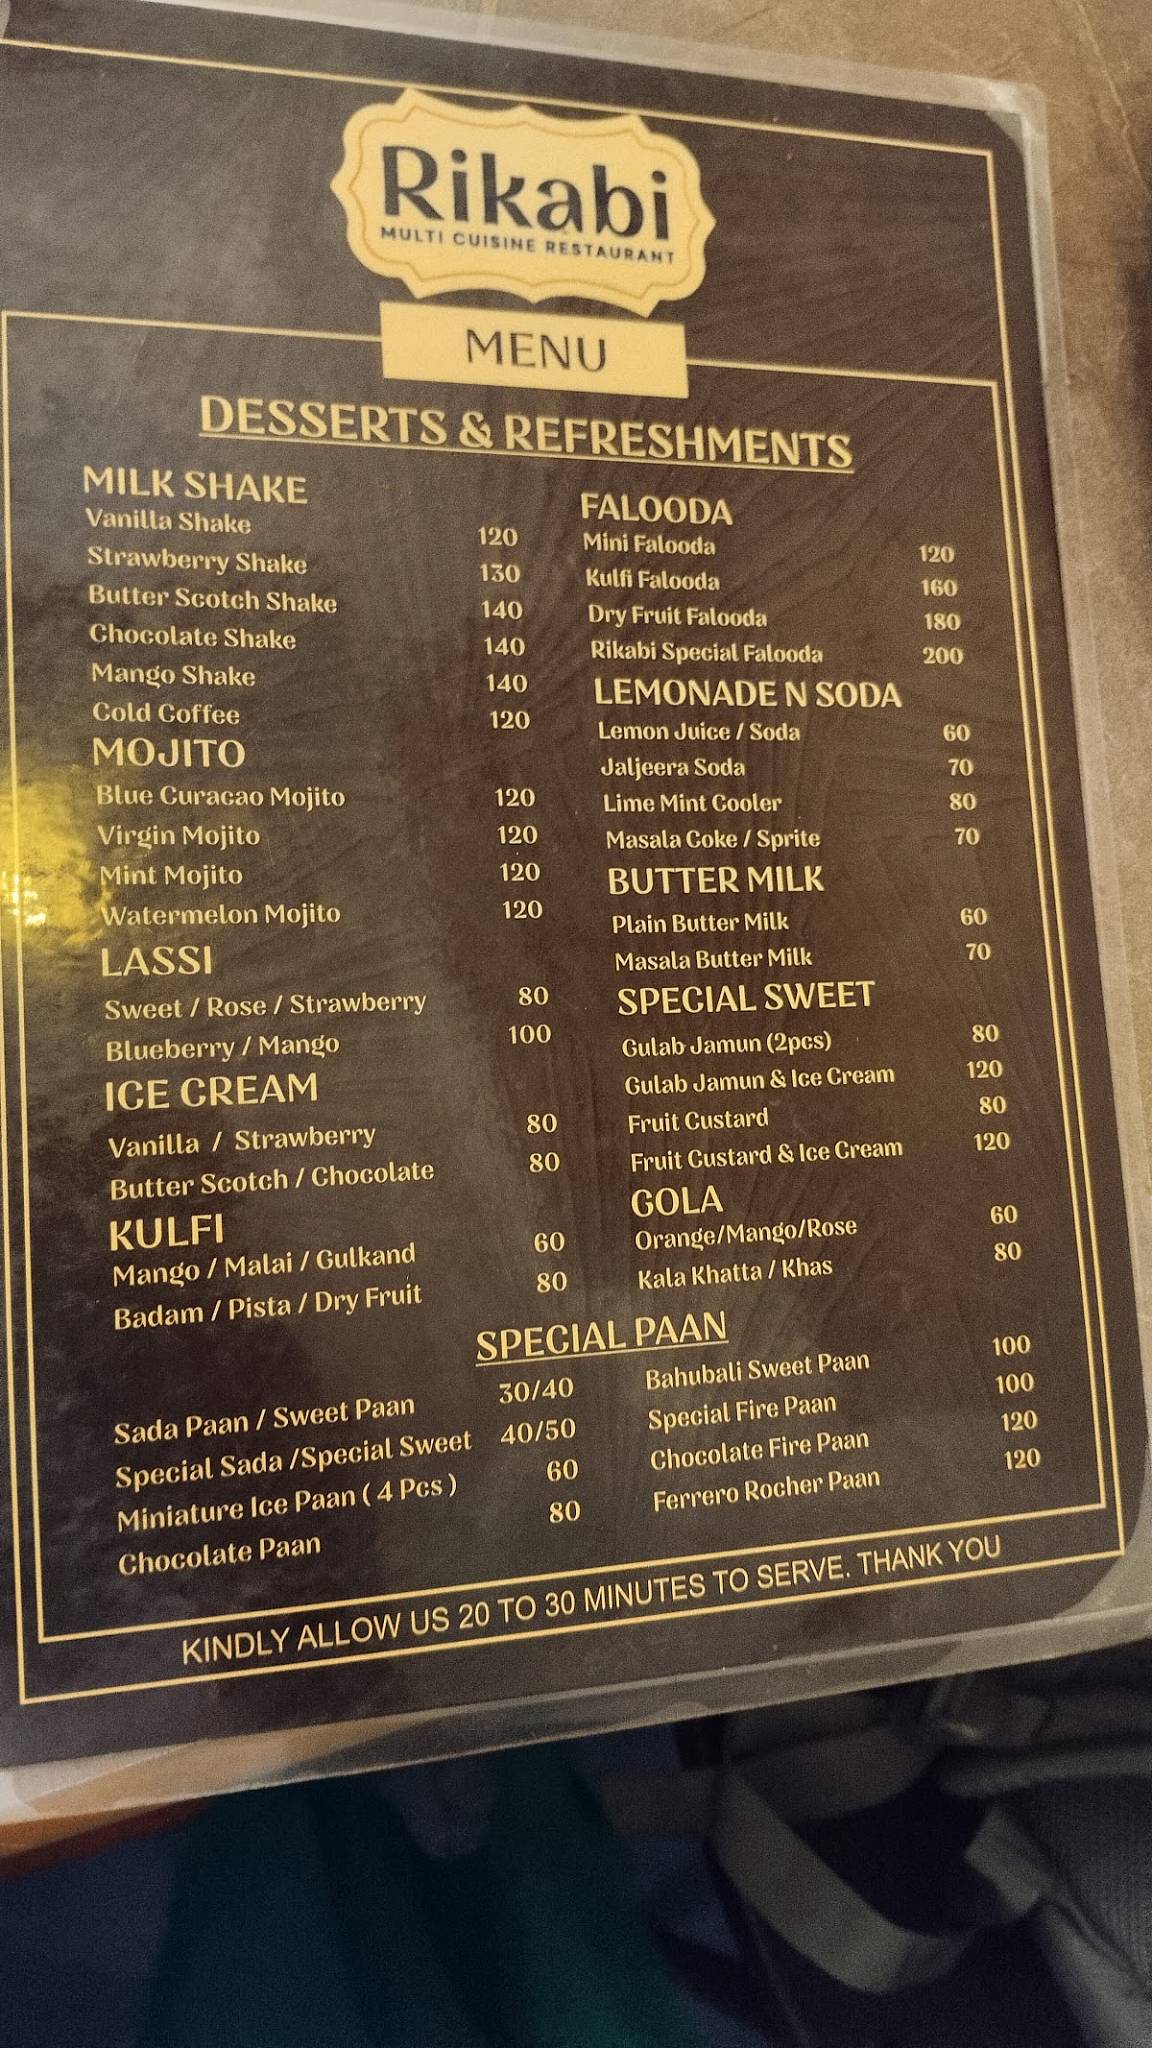 Rikabi
MULTI CUISINE RESTAURANT
MENU
DESSERTS & REFRESHMENTS
MILK SHAKE
Vanilla Shake 120
Strawberry Shake 130
Butter Scotch Shake 140
Chocolate Shake 140
Mango Shake 140
Cold Coffee 120
MOJITO
Blue Curacao Mojito 120
Virgin Mojito 120
Mint Mojito 120
Watermelon Mojito 120
LASSI
Sweet / Rose / Strawberry 80
Blueberry / Mango 100
ICE CREAM
Vanilla / Strawberry 80
Butter Scotch / Chocolate 80
KULFI
Mango / Malai / Gulkand 60
Badam / Pista / Dry Fruit 80
FALOODA
Mini Falooda 120
Kulfi Falooda 160
Dry Fruit Falooda 180
Rikabi Special Falooda 200
LEMONADE N SODA
Lemon Juice / Soda 60
Jaljeera Soda 70
Lime Mint Cooler 80
Masala Coke / Sprite 70
BUTTER MILK
Plain Butter Milk 60
Masala Butter Milk 70
SPECIAL SWEET
Gulab Jamun (2pcs) 80
Gulab Jamun & Ice Cream 120
Fruit Custard 80
Fruit Custard & Ice Cream 120
GOLA
Orange/Mango/Rose 60
Kala Khatta / Khas 80
SPECIAL PAAN
Sada Paan / Sweet Paan 30/40
Special Sada /Special Sweet 40/50
Miniature Ice Paan ( 4 Pcs ) 60
Chocolate Paan 80
Bahubali Sweet Paan 100
Special Fire Paan 100
Chocolate Fire Paan 120
Ferrero Rocher Paan 120
KINDLY ALLOW US 20 TO 30 MINUTES TO SERVE. THANK YOU